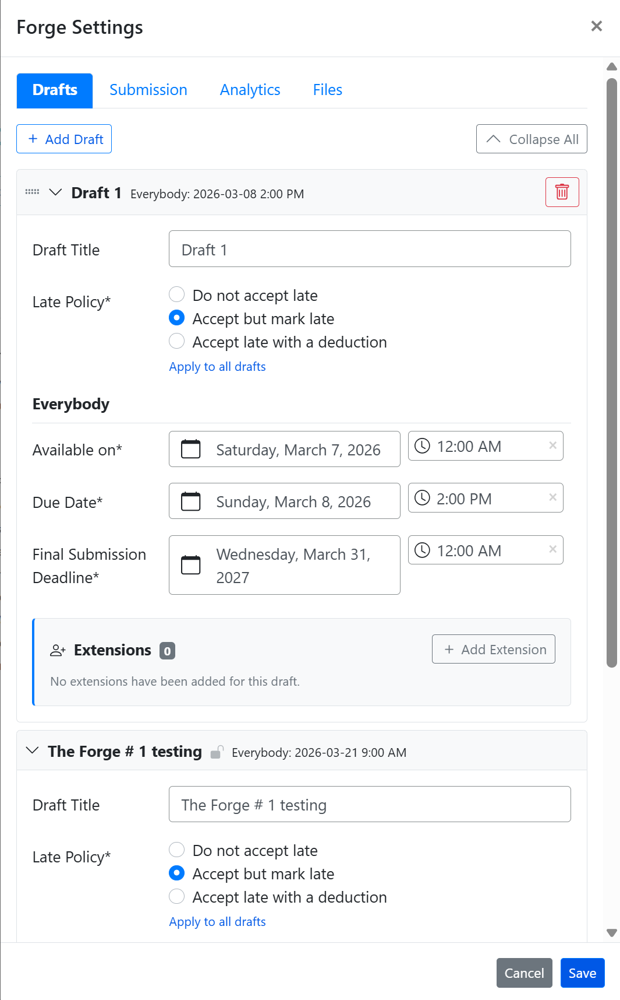 Forge Settings
Drafts Submission Analytics Files
+ Add Draft Collapse All
Draft 1 Everybody: 2026-03-08 2:00 PM
Draft Title Draft 1
Late Policy* Do not accept late
Accept but mark late
Accept late with a deduction
Apply to all drafts
Everybody
Available on* Saturday, March 7, 2026 12:00 AM
Due Date* Sunday, March 8, 2026 2:00 PM
Final Submission Deadline* Wednesday, March 31, 2027 12:00 AM
Extensions 0 + Add Extension
No extensions have been added for this draft.
The Forge # 1 testing Everybody: 2026-03-21 9:00 AM
Draft Title The Forge # 1 testing
Late Policy* Do not accept late
Accept but mark late
Accept late with a deduction
Apply to all drafts
Cancel Save